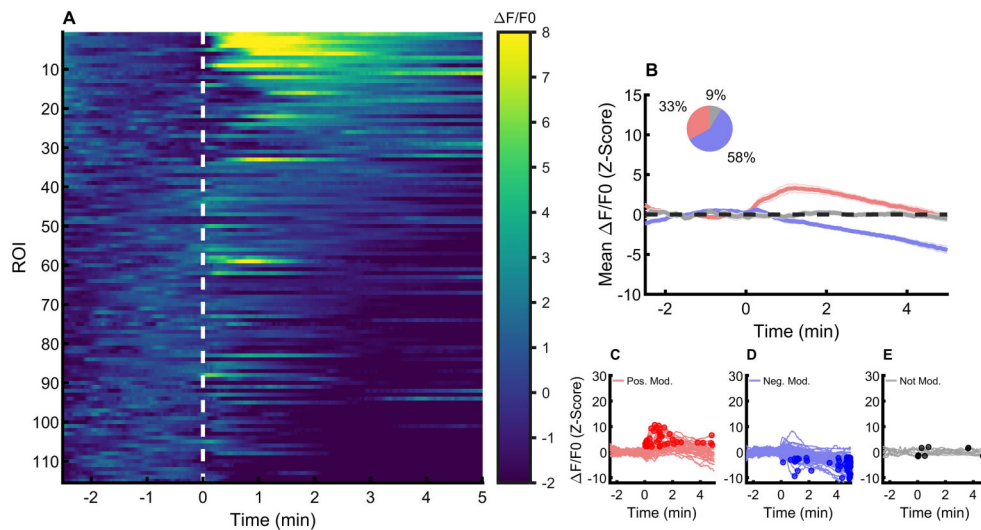 A
ΔF/F0
ROI
10
20
30
40
50
60
70
80
90
100
110
-2 -1 0 1 2 3 4 5
Time (min)
8
7
6
5
4
3
2
1
0
-1
-2
B
9%
33%
58%
Mean ΔF/F0 (Z-Score)
15
10
5
0
-5
-10
-2 0 2 4
Time (min)
C
Pos. Mod.
ΔF/F0 (Z-Score)
30
20
10
0
-10
-2 0 2 4
Time (min)
D
Neg. Mod.
30
20
10
0
-10
-2 0 2 4
Time (min)
E
Not Mod.
30
20
10
0
-10
-2 0 2 4
Time (min)